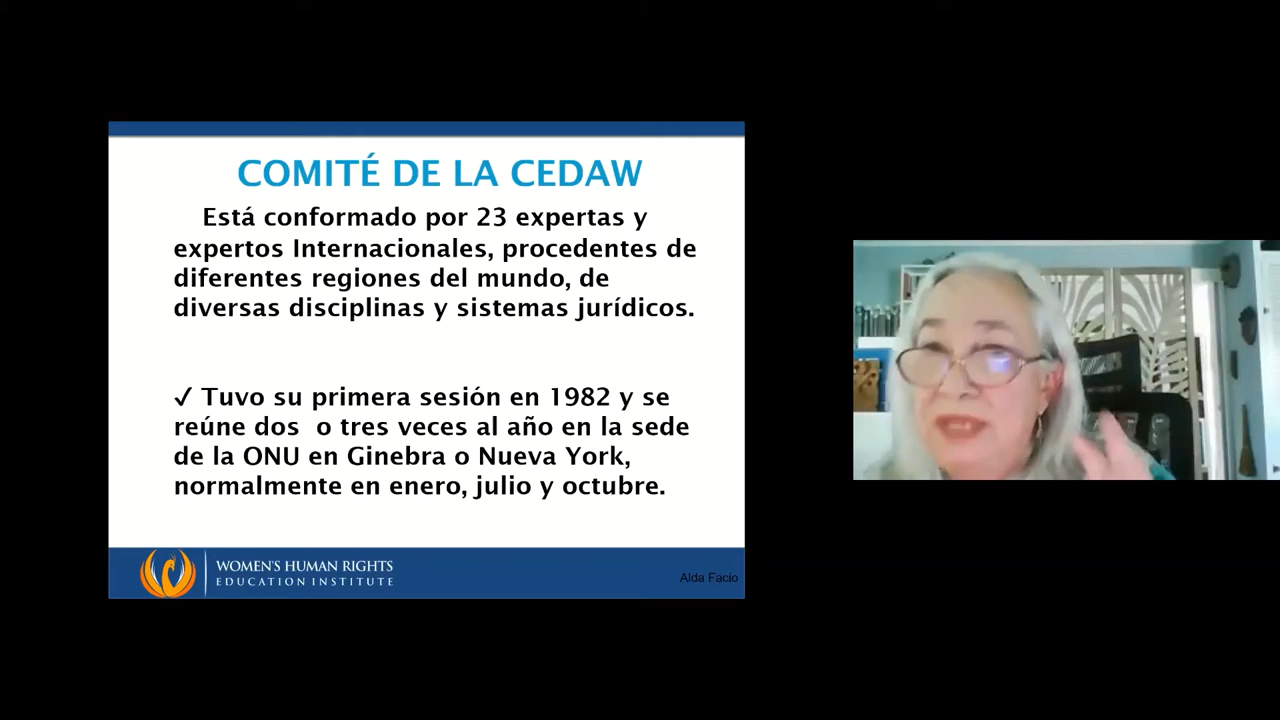 COMITÉ DE LA CEDAW
Está conformado por 23 expertas y
expertos Internacionales, procedentes de
diferentes regiones del mundo, de
diversas disciplinas y sistemas jurídicos.
✓ Tuvo su primera sesión en 1982 y se
reúne dos o tres veces al año en la sede
de la ONU en Ginebra o Nueva York,
normalmente en enero, julio y octubre.
WOMEN'S HUMAN RIGHTS
EDUCATION INSTITUTE
Alda Facio